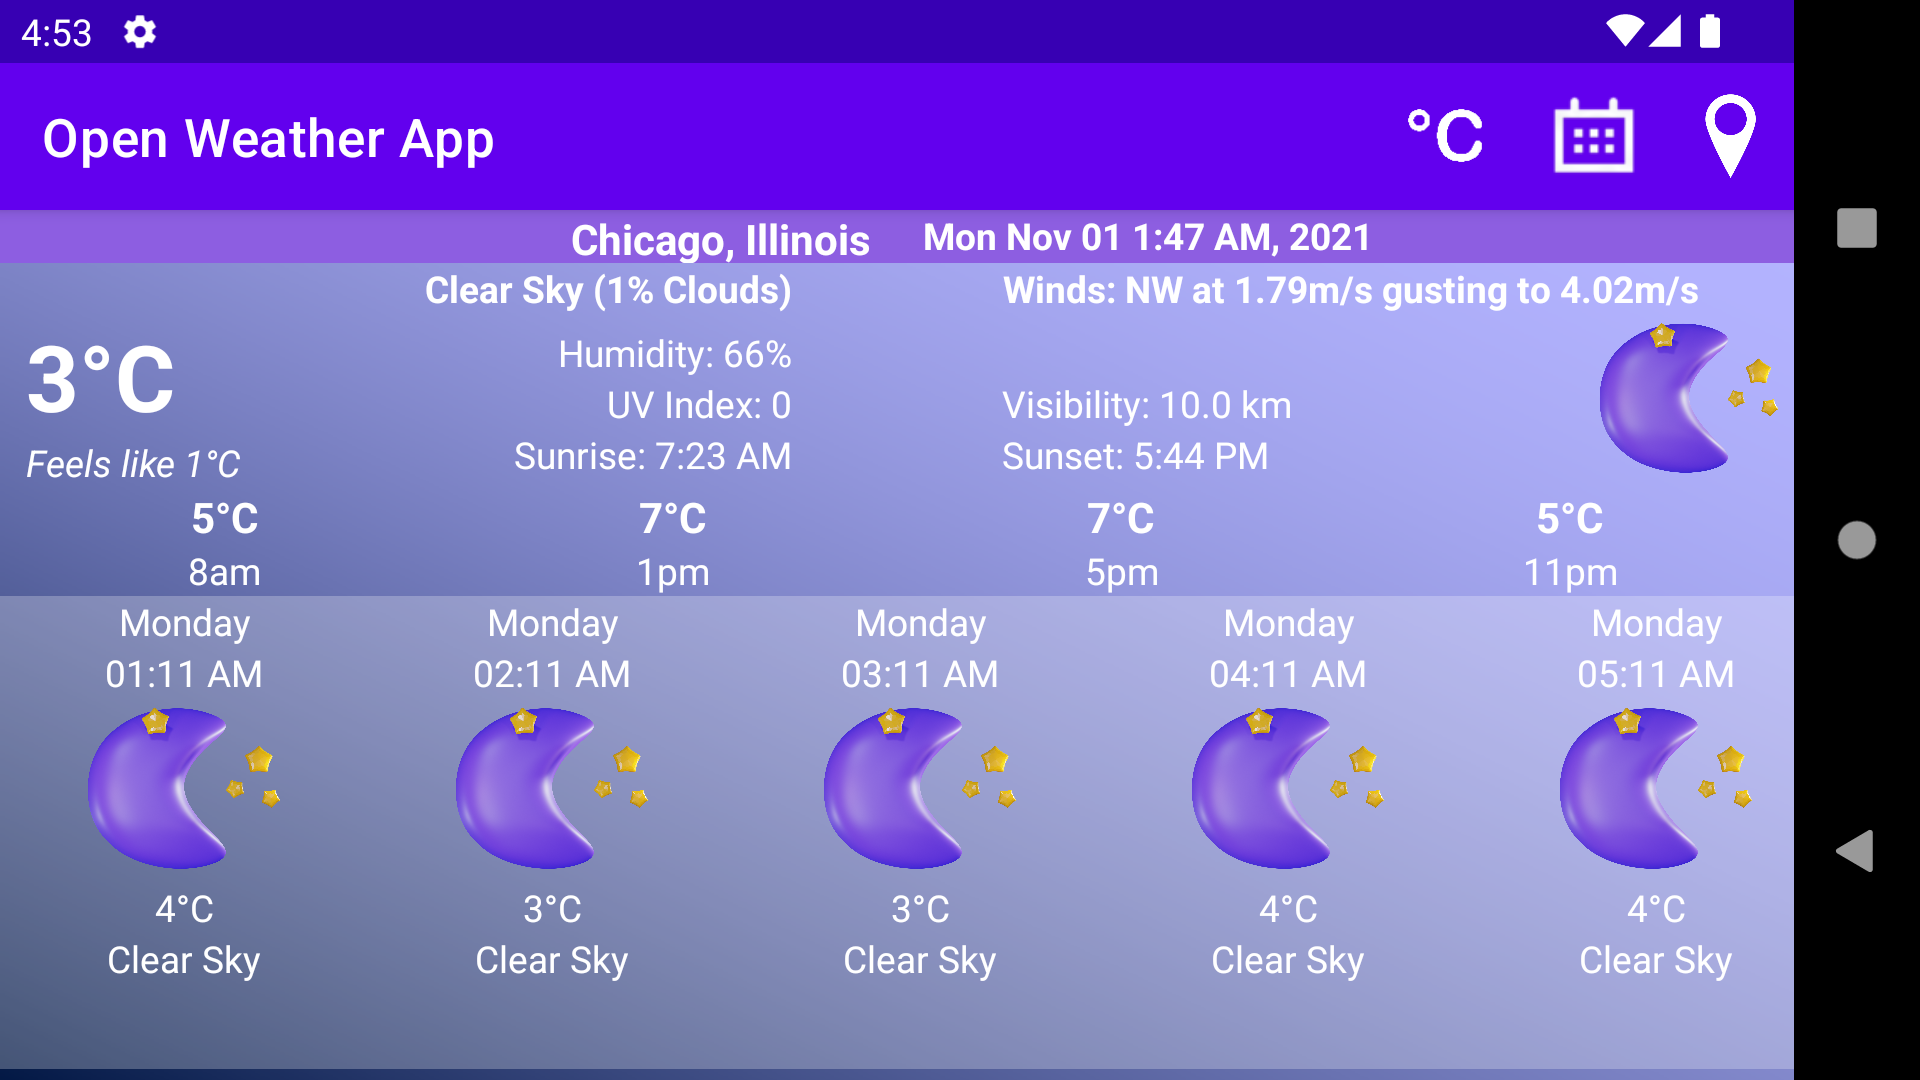 4:53
Open Weather App
°C
Chicago, Illinois
Mon Nov 01 1:47 AM, 2021
Clear Sky (1% Clouds)
Winds: NW at 1.79m/s gusting to 4.02m/s
3°C
Humidity: 66%
UV Index: 0
Visibility: 10.0 km
Feels like 1°C
Sunrise: 7:23 AM
Sunset: 5:44 PM
5°C 7°C 7°C 5°C
8am 1pm 5pm 11pm
Monday Monday Monday Monday Monday
01:11 AM 02:11 AM 03:11 AM 04:11 AM 05:11 AM
4°C 3°C 3°C 4°C 4°C
Clear Sky Clear Sky Clear Sky Clear Sky Clear Sky